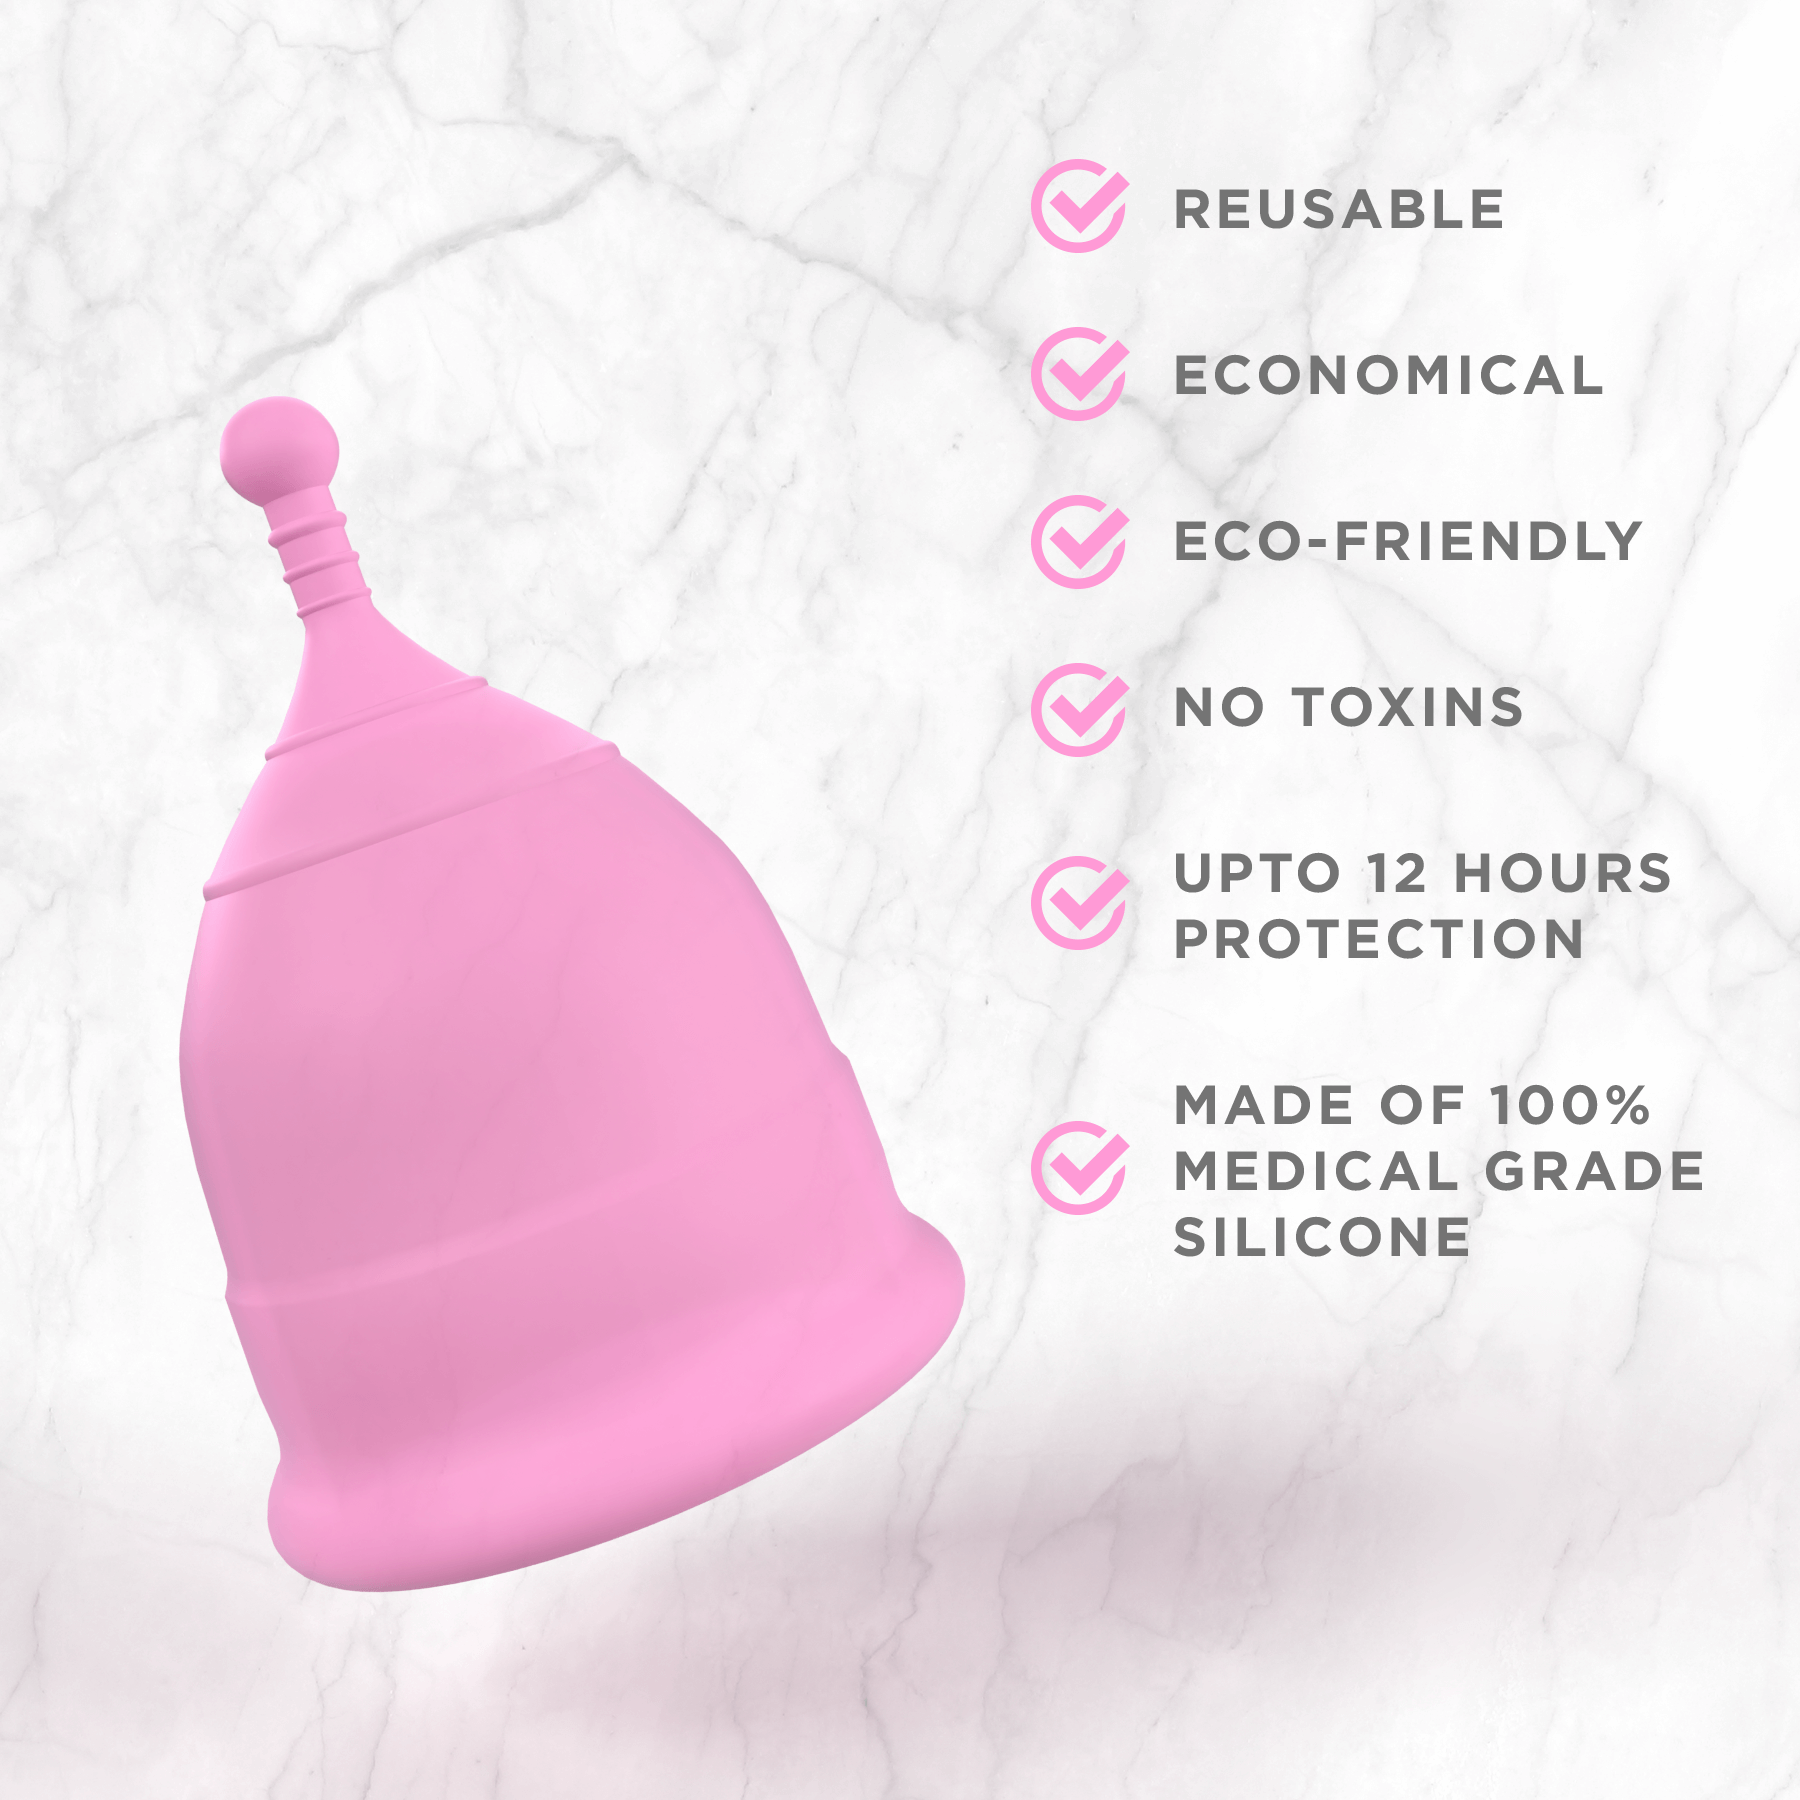 REUSABLE
ECONOMICAL
ECO-FRIENDLY
NO TOXINS
UPTO 12 HOURS
PROTECTION
MADE OF 100%
MEDICAL GRADE
SILICONE